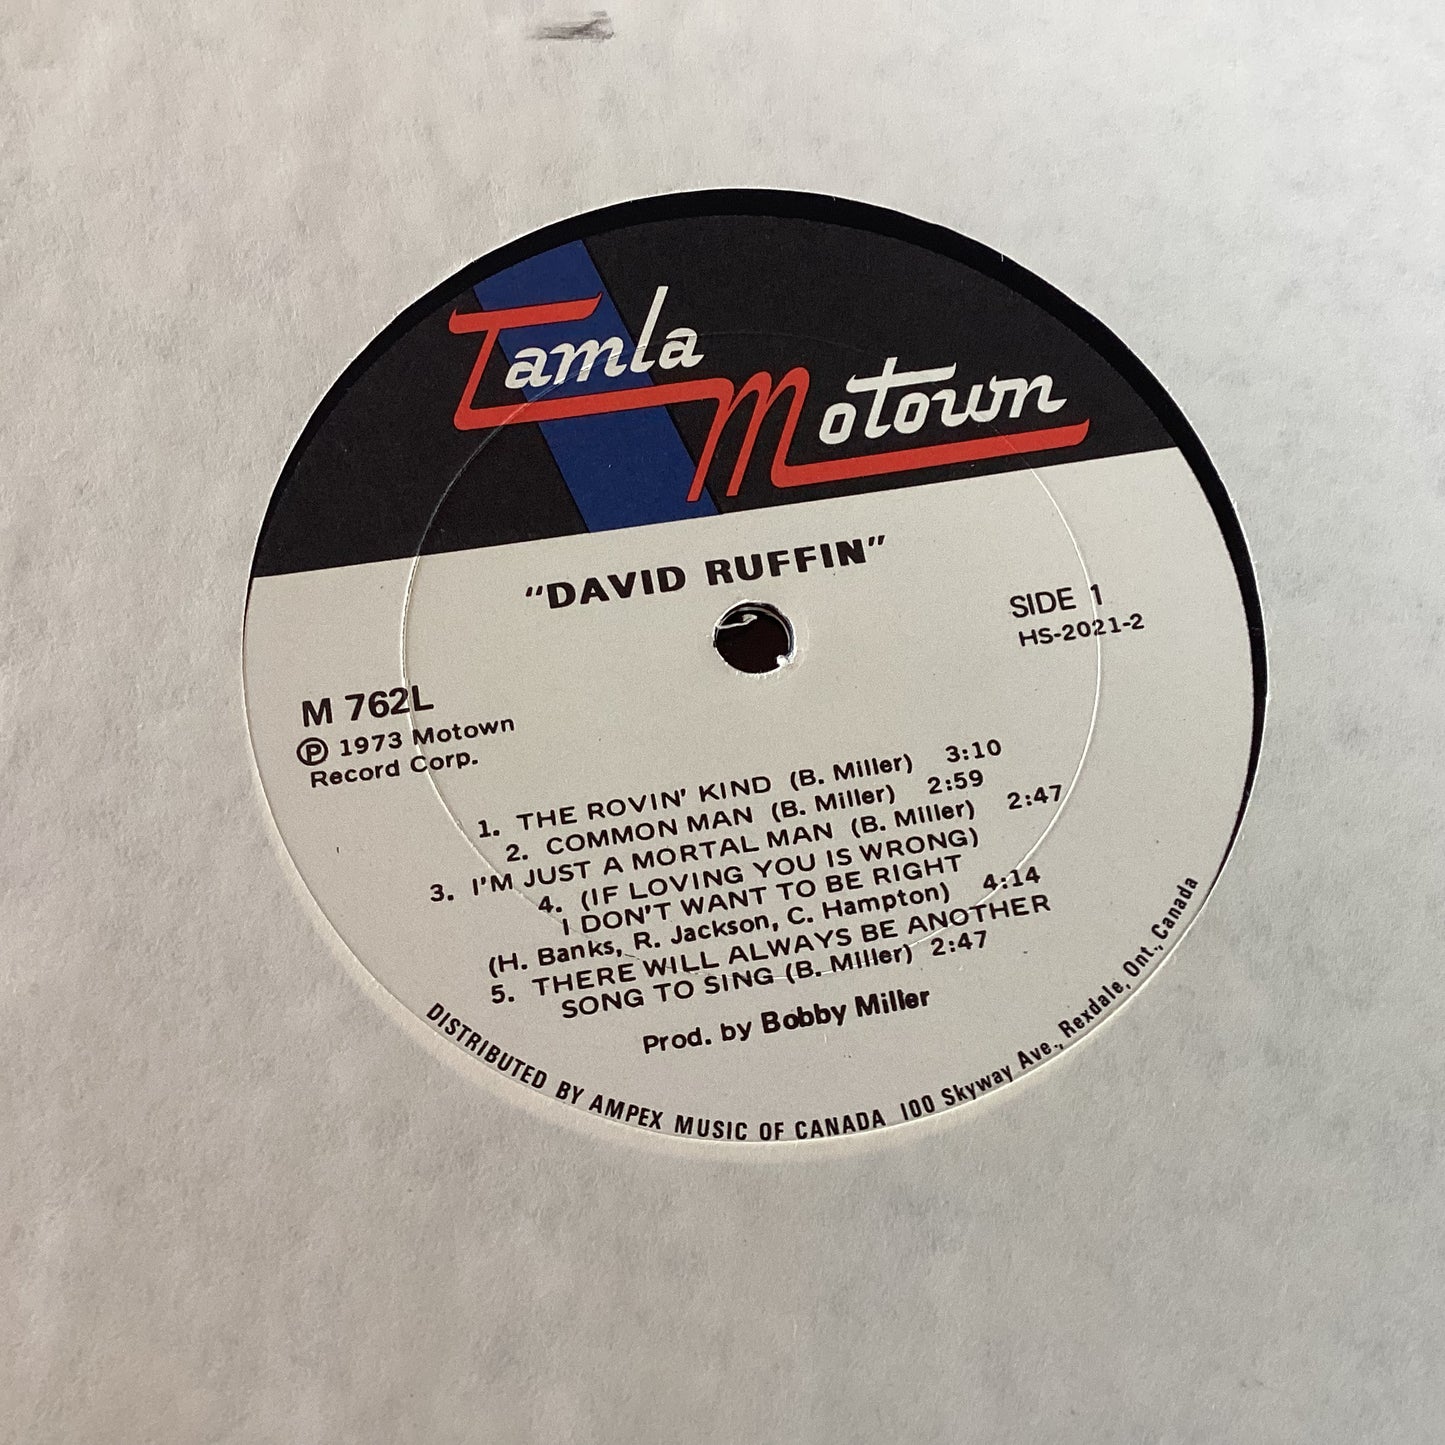 Tamla Motown
"DAVID RUFFIN"
SIDE 1
HS-2021-2
M 762L
Ⓟ 1973 Motown
Record Corp.
1. THE ROVIN' KIND (B. Miller) 3:10
2. COMMON MAN (B. Miller) 2:59
3. I'M JUST A MORTAL MAN (B. Miller) 2:47
4. (IF LOVING YOU IS WRONG)
I DON'T WANT TO BE RIGHT
(H. Banks, R. Jackson, C. Hampton) 4:14
5. THERE WILL ALWAYS BE ANOTHER
SONG TO SING (B. Miller) 2:47
Prod. by Bobby Miller
DISTRIBUTED BY AMPEX MUSIC OF CANADA 100 Skyway Ave., Rexdale, Ont., Canada